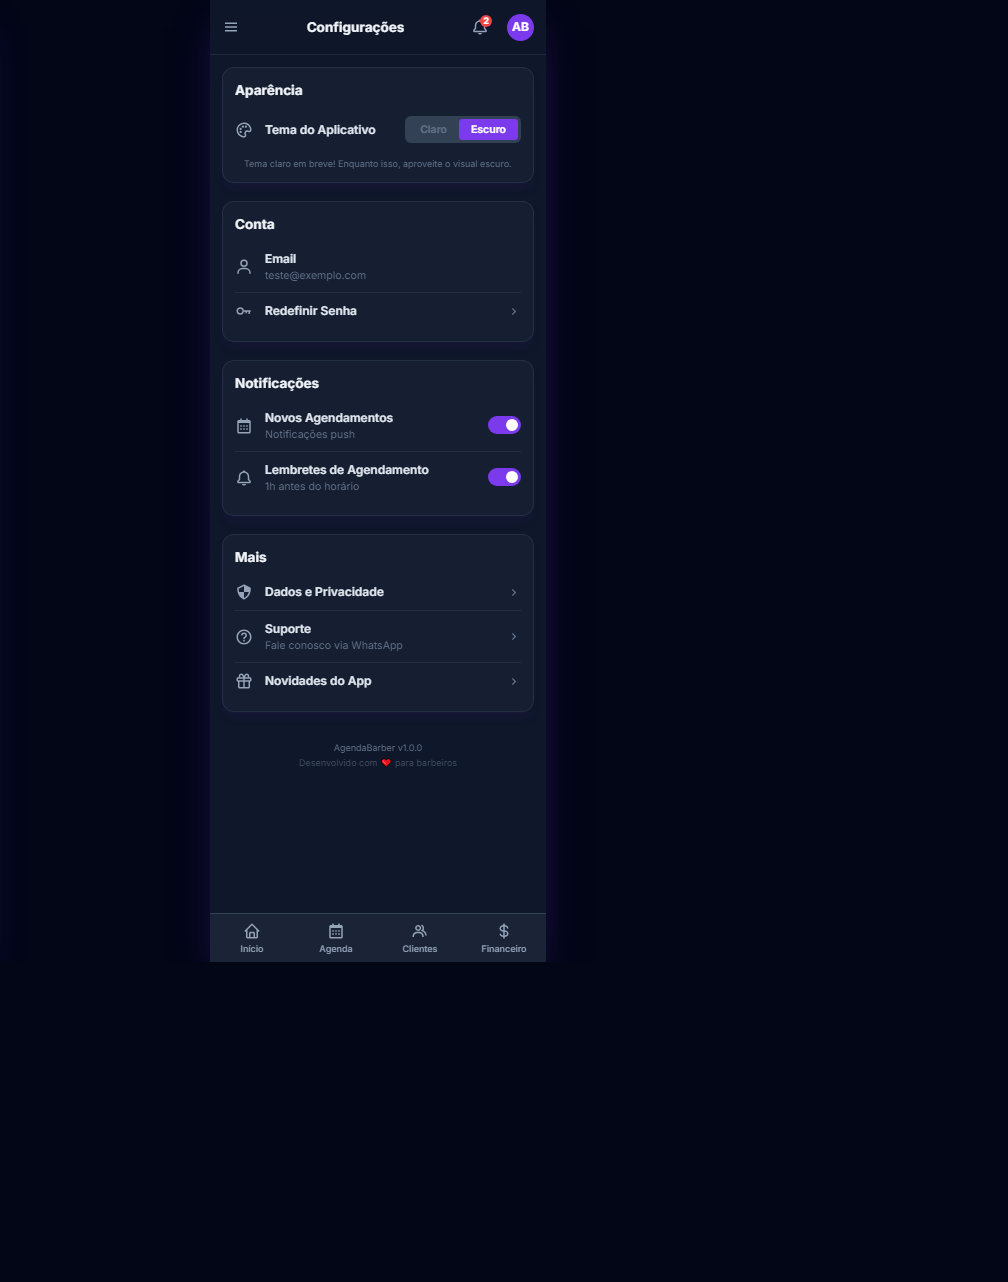 Configurações
2
AB
Aparência
Tema do Aplicativo
Claro
Escuro
Tema claro em breve! Enquanto isso, aproveite o visual escuro.
Conta
Email
teste@exemplo.com
Redefinir Senha
Notificações
Novos Agendamentos
Notificações push
Lembretes de Agendamento
1h antes do horário
Mais
Dados e Privacidade
Suporte
Fale conosco via WhatsApp
Novidades do App
AgendaBarber v1.0.0
Desenvolvido com ❤️ para barbeiros
Início
Agenda
Clientes
Financeiro